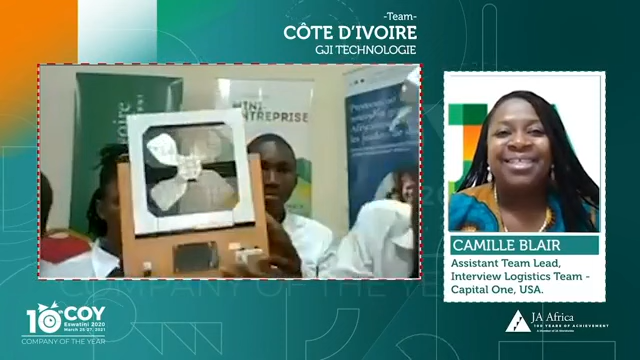 -Team-
CÔTE D'IVOIRE
GJI TECHNOLOGIE
MINI
ENTREPRISE
CAMILLE BLAIR
Assistant Team Lead,
Interview Logistics Team -
Capital One, USA.
10 COY
Eswatini 2020
March 25-27, 2021
COMPANY OF THE YEAR
JA Africa
100 YEARS OF ACHIEVEMENT